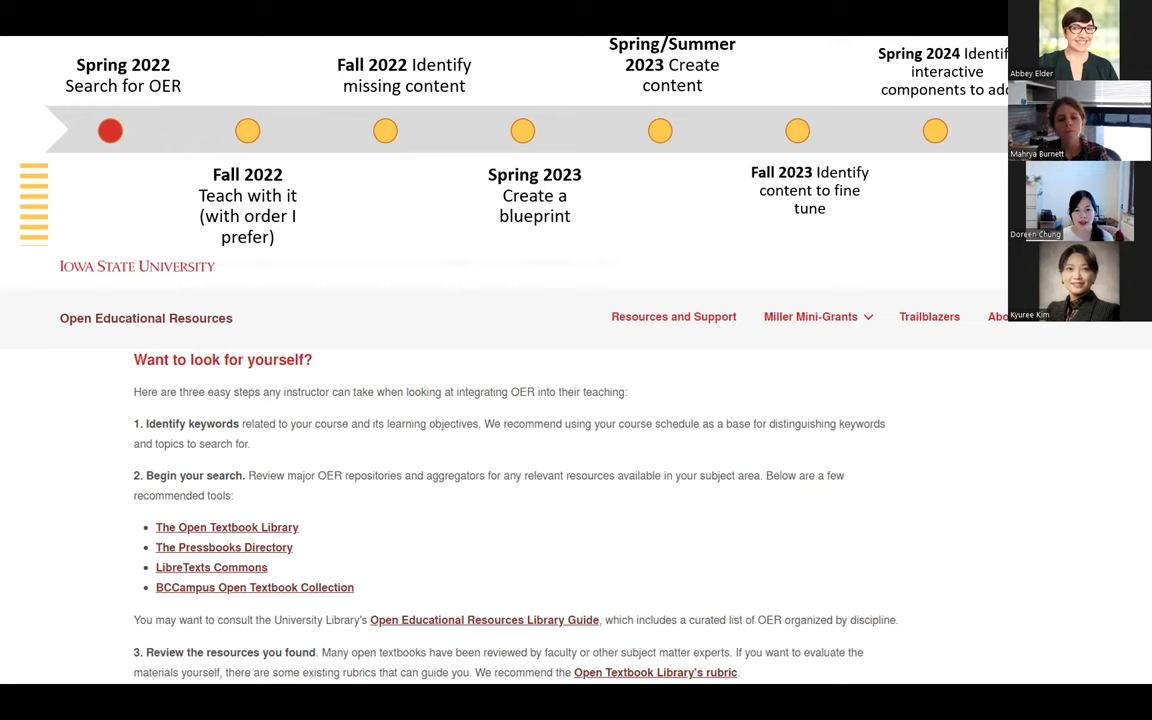 Spring 2022
Search for OER
Fall 2022 Identify
missing content
Spring/Summer
2023 Create
content
Spring 2024 Identif
interactive
components to add
Fall 2022
Teach with it
(with order I
prefer)
Spring 2023
Create a
blueprint
Fall 2023 Identify
content to fine
tune
IOWA STATE UNIVERSITY
Open Educational Resources
Resources and Support
Miller Mini-Grants
Trailblazers
Abo
Want to look for yourself?
Here are three easy steps any instructor can take when looking at integrating OER into their teaching:
1. Identify keywords related to your course and its learning objectives. We recommend using your course schedule as a base for distinguishing keywords
and topics to search for.
2. Begin your search. Review major OER repositories and aggregators for any relevant resources available in your subject area. Below are a few
recommended tools:
The Open Textbook Library
The Pressbooks Directory
LibreTexts Commons
BCCampus Open Textbook Collection
You may want to consult the University Library's Open Educational Resources Library Guide, which includes a curated list of OER organized by discipline.
3. Review the resources you found. Many open textbooks have been reviewed by faculty or other subject matter experts. If you want to evaluate the
materials yourself, there are some existing rubrics that can guide you. We recommend the Open Textbook Library's rubric.
Abbey Elder
Mahrya Burnett
Doreen Chung
Kyuree Kim